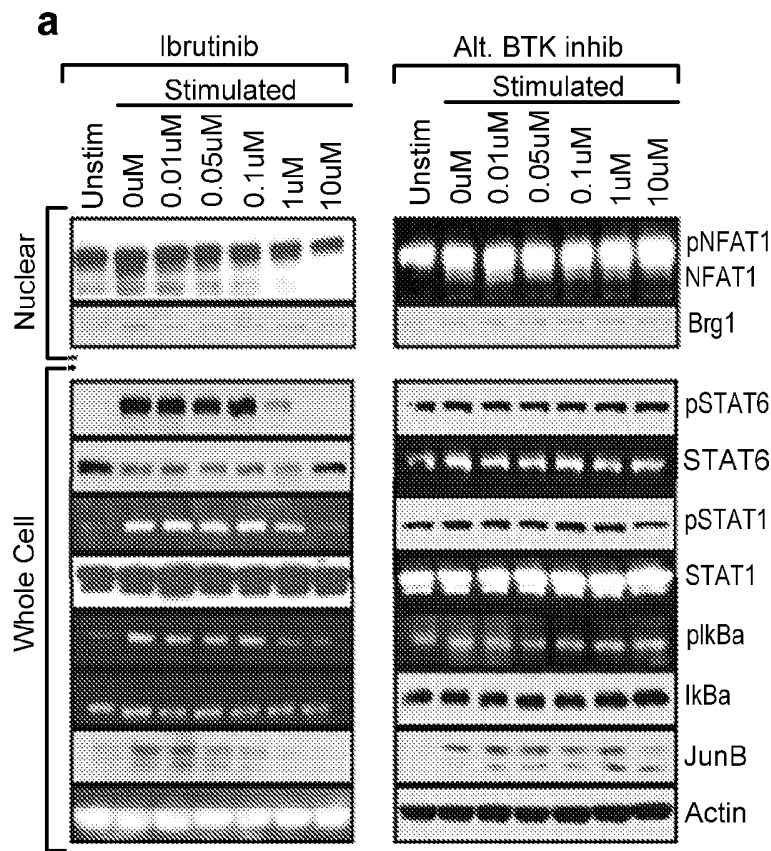 a
Ibrutinib
Alt. BTK inhib
Stimulated
Stimulated
Unstim
0uM
0.01uM
0.05uM
0.1uM
1uM
10uM
Unstim
0uM
0.01uM
0.05uM
0.1uM
1uM
10uM
Nuclear
pNFAT1
NFAT1
Brg1
Whole Cell
pSTAT6
STAT6
pSTAT1
STAT1
pIkBa
IkBa
JunB
Actin